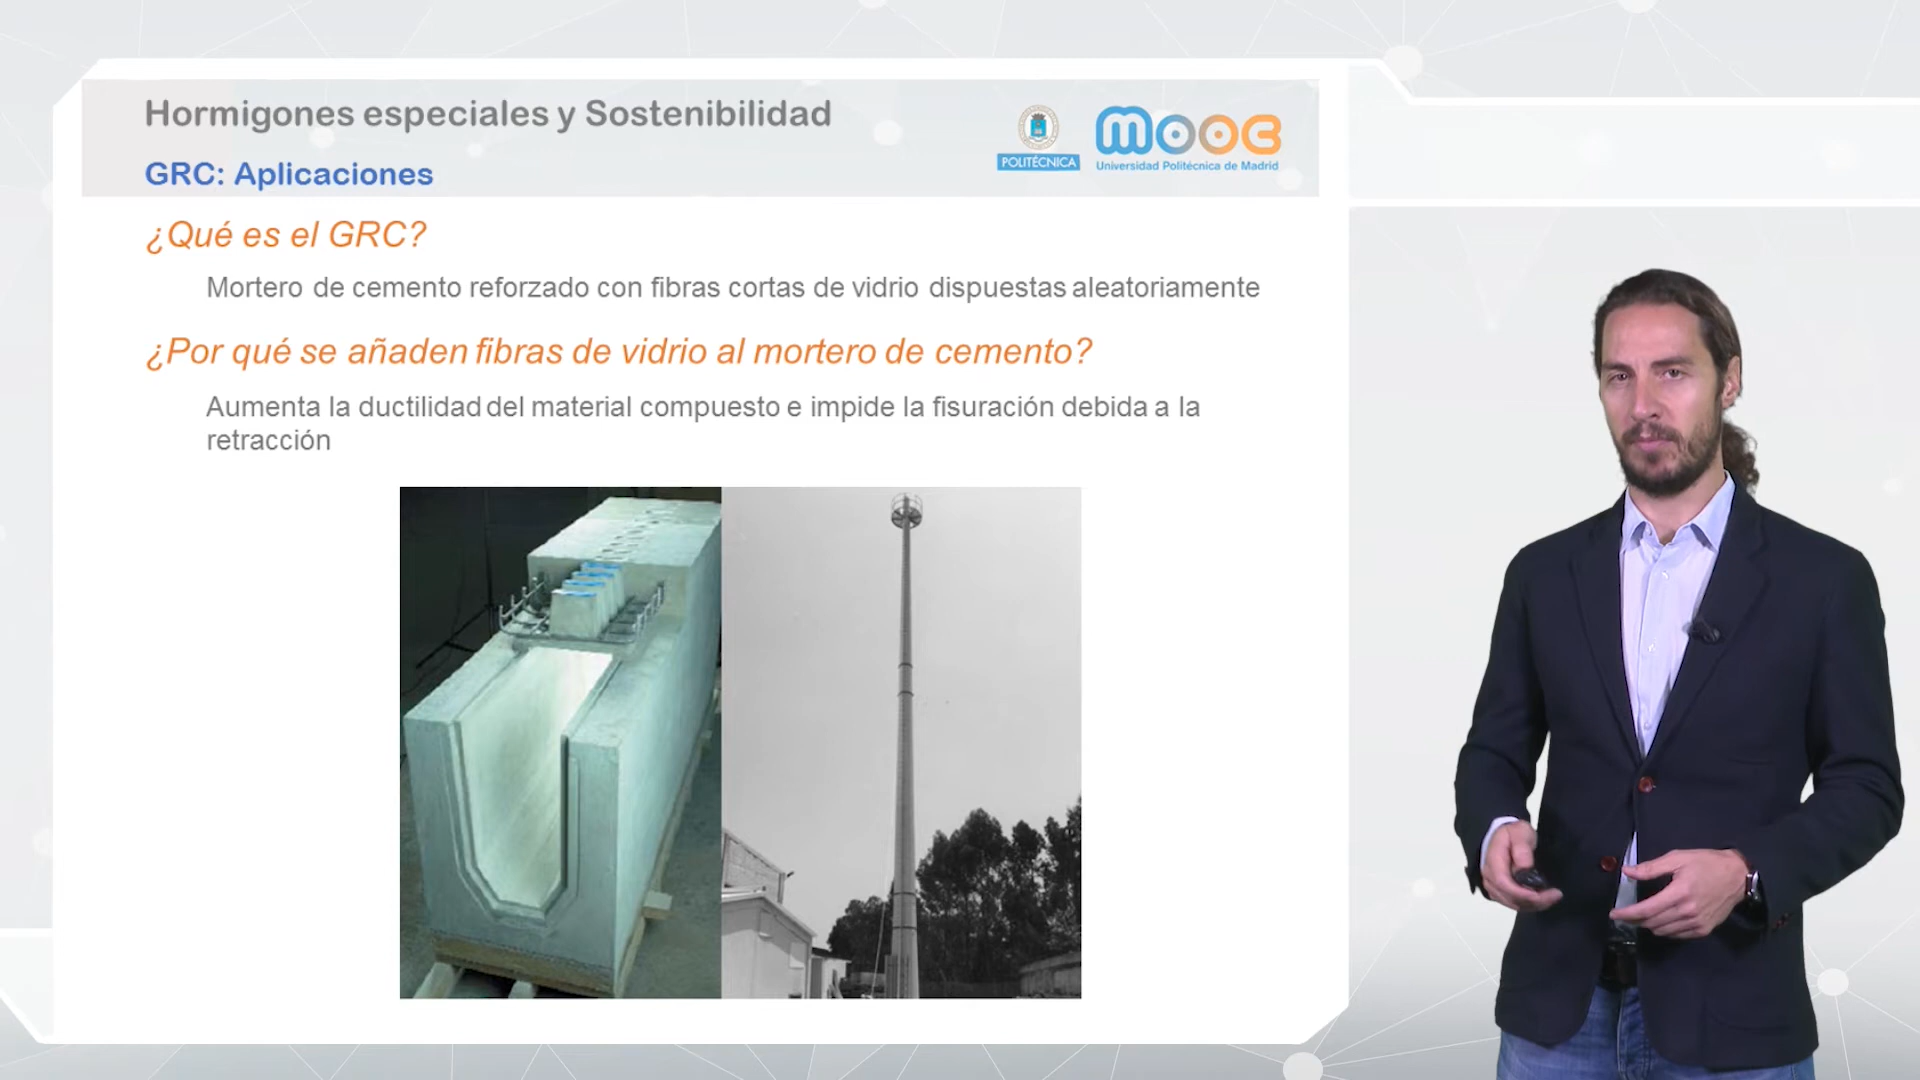 Hormigones especiales y Sostenibilidad
GRC: Aplicaciones
POLITÉCNICA
mooc
Universidad Politécnica de Madrid
¿Qué es el GRC?
Mortero de cemento reforzado con fibras cortas de vidrio dispuestas aleatoriamente
¿Por qué se añaden fibras de vidrio al mortero de cemento?
Aumenta la ductilidad del material compuesto e impide la fisuración debida a la
retracción